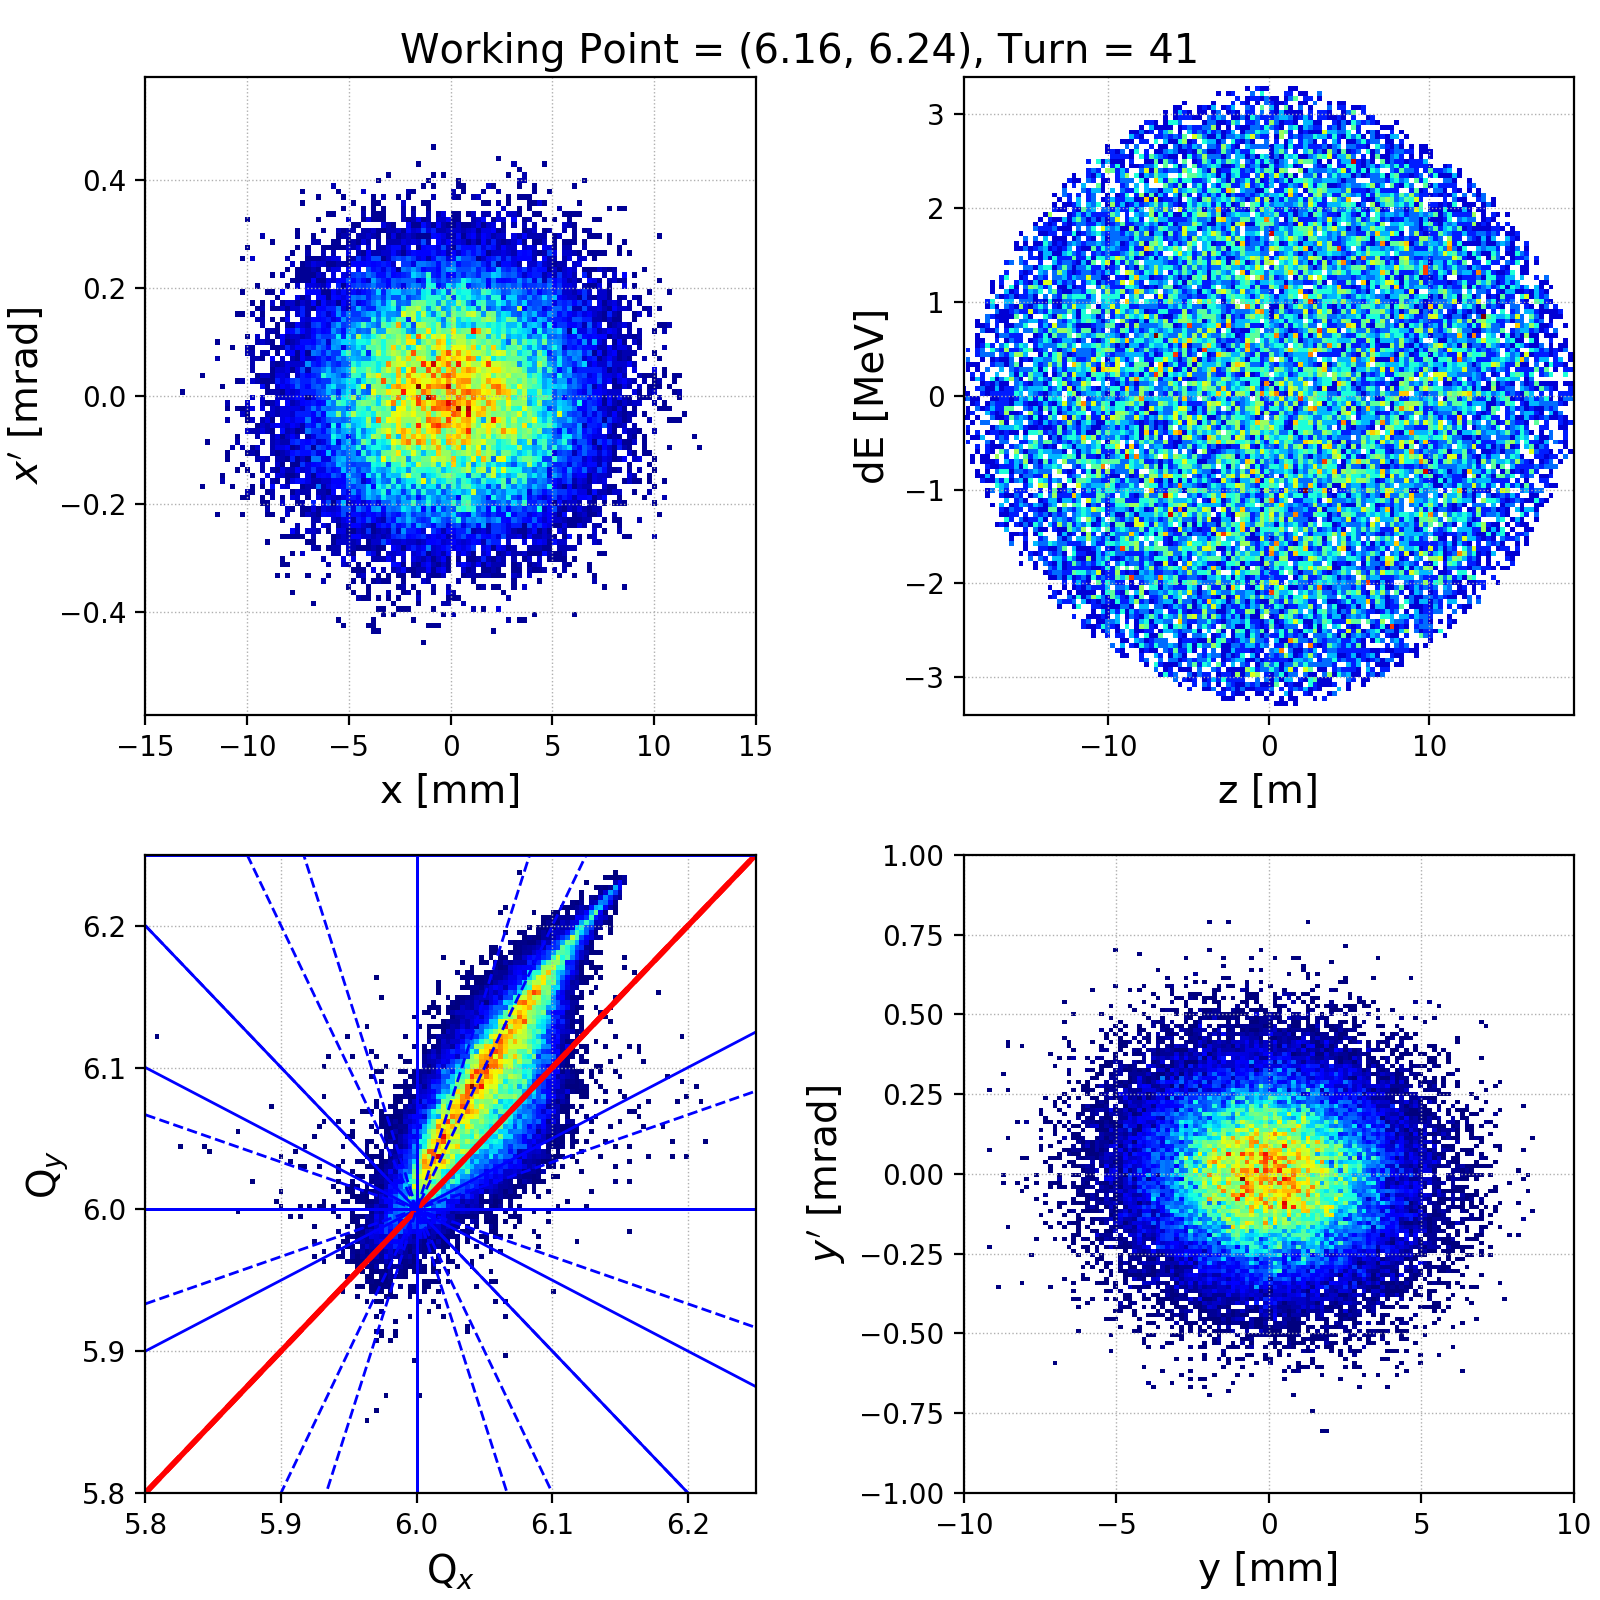 Working Point = (6.16, 6.24), Turn = 41
0.4
0.2
0.0
−0.2
−0.4
x′ [mrad]
−15 −10 −5 0 5 10 15
x [mm]
3
2
1
0
−1
−2
−3
dE [MeV]
−10 0 10
z [m]
6.2
6.1
6.0
5.9
5.8
Qy
5.8 5.9 6.0 6.1 6.2
Qx
1.00
0.75
0.50
0.25
0.00
−0.25
−0.50
−0.75
−1.00
y′ [mrad]
−10 −5 0 5 10
y [mm]